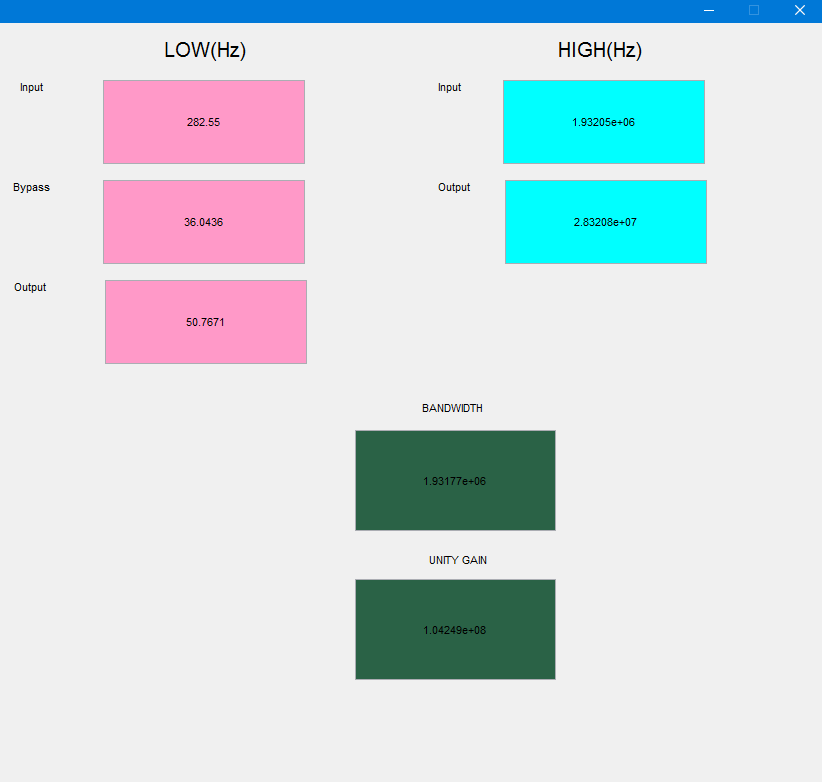 LOW(Hz)
HIGH(Hz)
Input
282.55
Input
1.93205e+06
Bypass
36.0436
Output
2.83208e+07
Output
50.7671
BANDWIDTH
1.93177e+06
UNITY GAIN
1.04249e+08